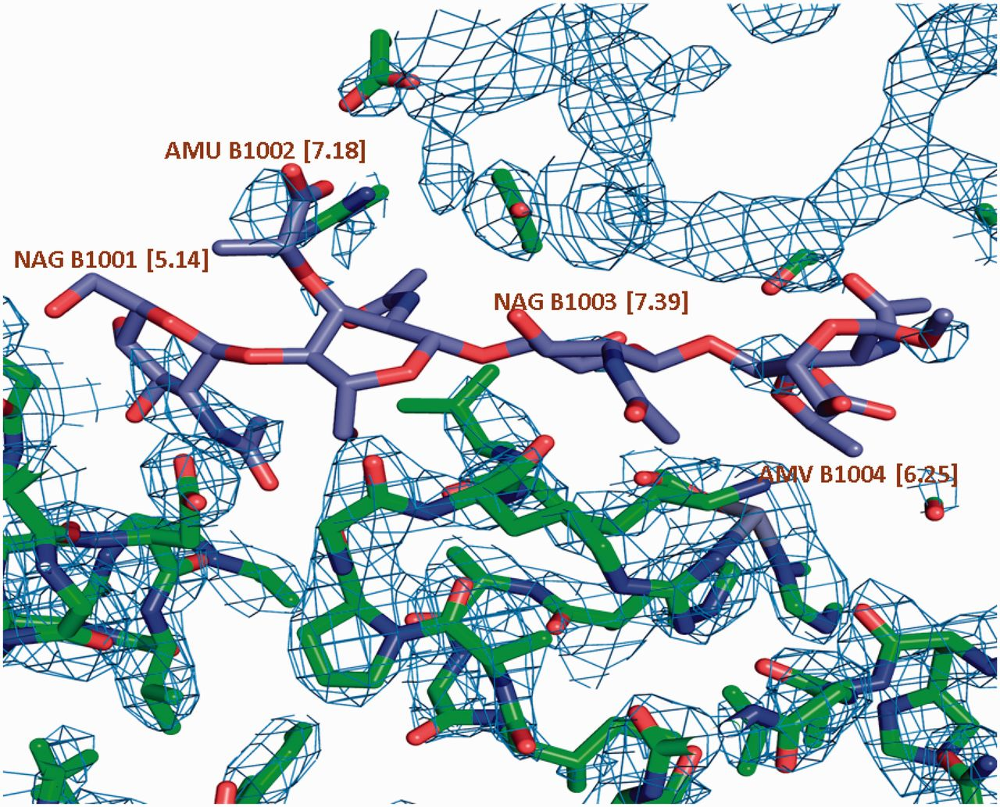 AMU B1002 [7.18]
NAG B1001 [5.14]
NAG B1003 [7.39]
AMV B1004 [6.25]